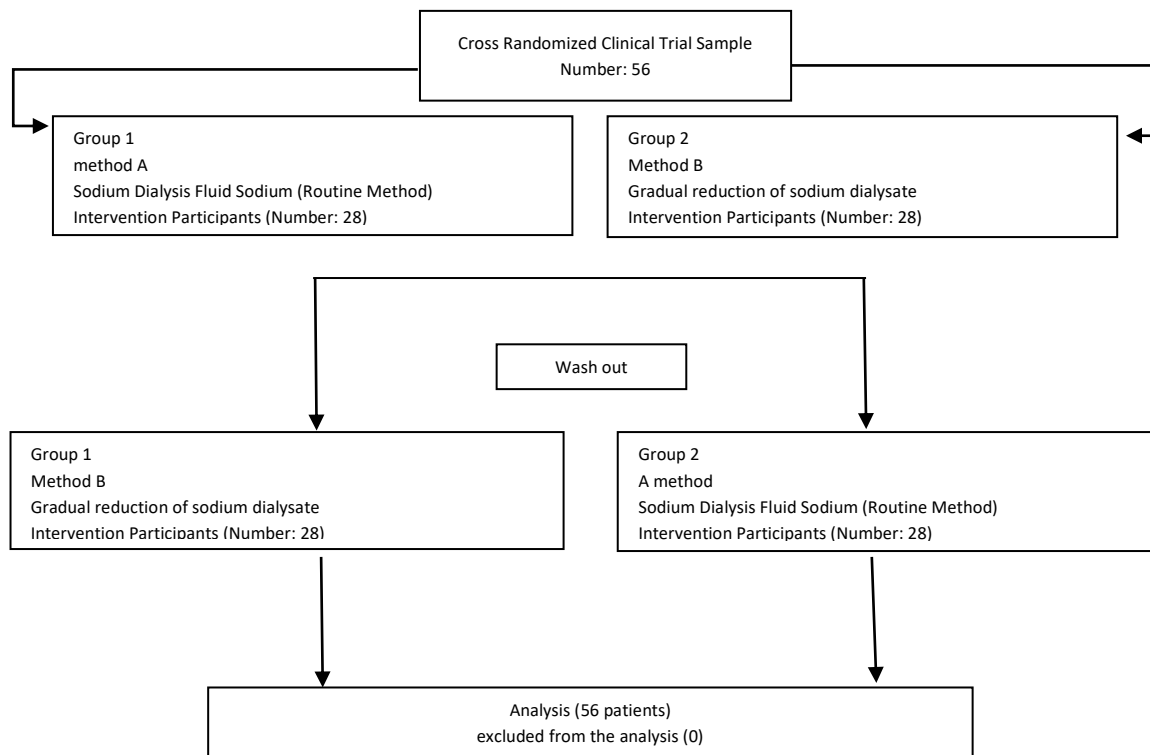 Cross Randomized Clinical Trial Sample
Number: 56
Group 1
method A
Sodium Dialysis Fluid Sodium (Routine Method)
Intervention Participants (Number: 28)
Group 2
Method B
Gradual reduction of sodium dialysate
Intervention Participants (Number: 28)
Wash out
Group 1
Method B
Gradual reduction of sodium dialysate
Intervention Participants (Number: 28)
Group 2
A method
Sodium Dialysis Fluid Sodium (Routine Method)
Intervention Participants (Number: 28)
Analysis (56 patients)
excluded from the analysis (0)